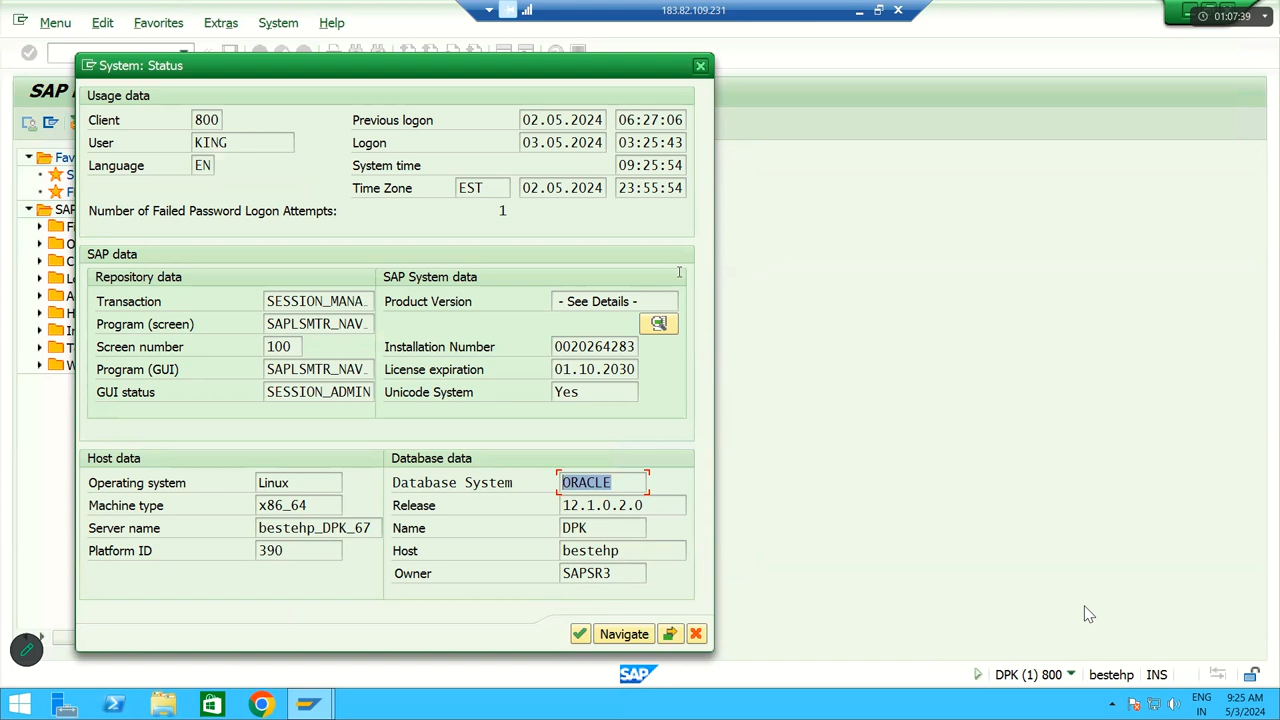 Menu Edit Favorites Extras System Help
183.82.109.231
01:07:39
SAP
System: Status
Usage data
Client 800 Previous logon 02.05.2024 06:27:06
User KING Logon 03.05.2024 03:25:43
Language EN System time 09:25:54
Time Zone EST 02.05.2024 23:55:54
Number of Failed Password Logon Attempts: 1
SAP data
Repository data SAP System data
Transaction SESSION_MANA Product Version - See Details -
Program (screen) SAPLSMTR_NAV
Screen number 100 Installation Number 0020264283
Program (GUI) SAPLSMTR_NAV License expiration 01.10.2030
GUI status SESSION_ADMIN Unicode System Yes
Host data Database data
Operating system Linux Database System ORACLE
Machine type x86_64 Release 12.1.0.2.0
Server name bestehp_DPK_67 Name DPK
Platform ID 390 Host bestehp
Owner SAPSR3
Navigate
SAP DPK (1) 800 bestehp INS
ENG 9:25 AM
IN 5/3/2024